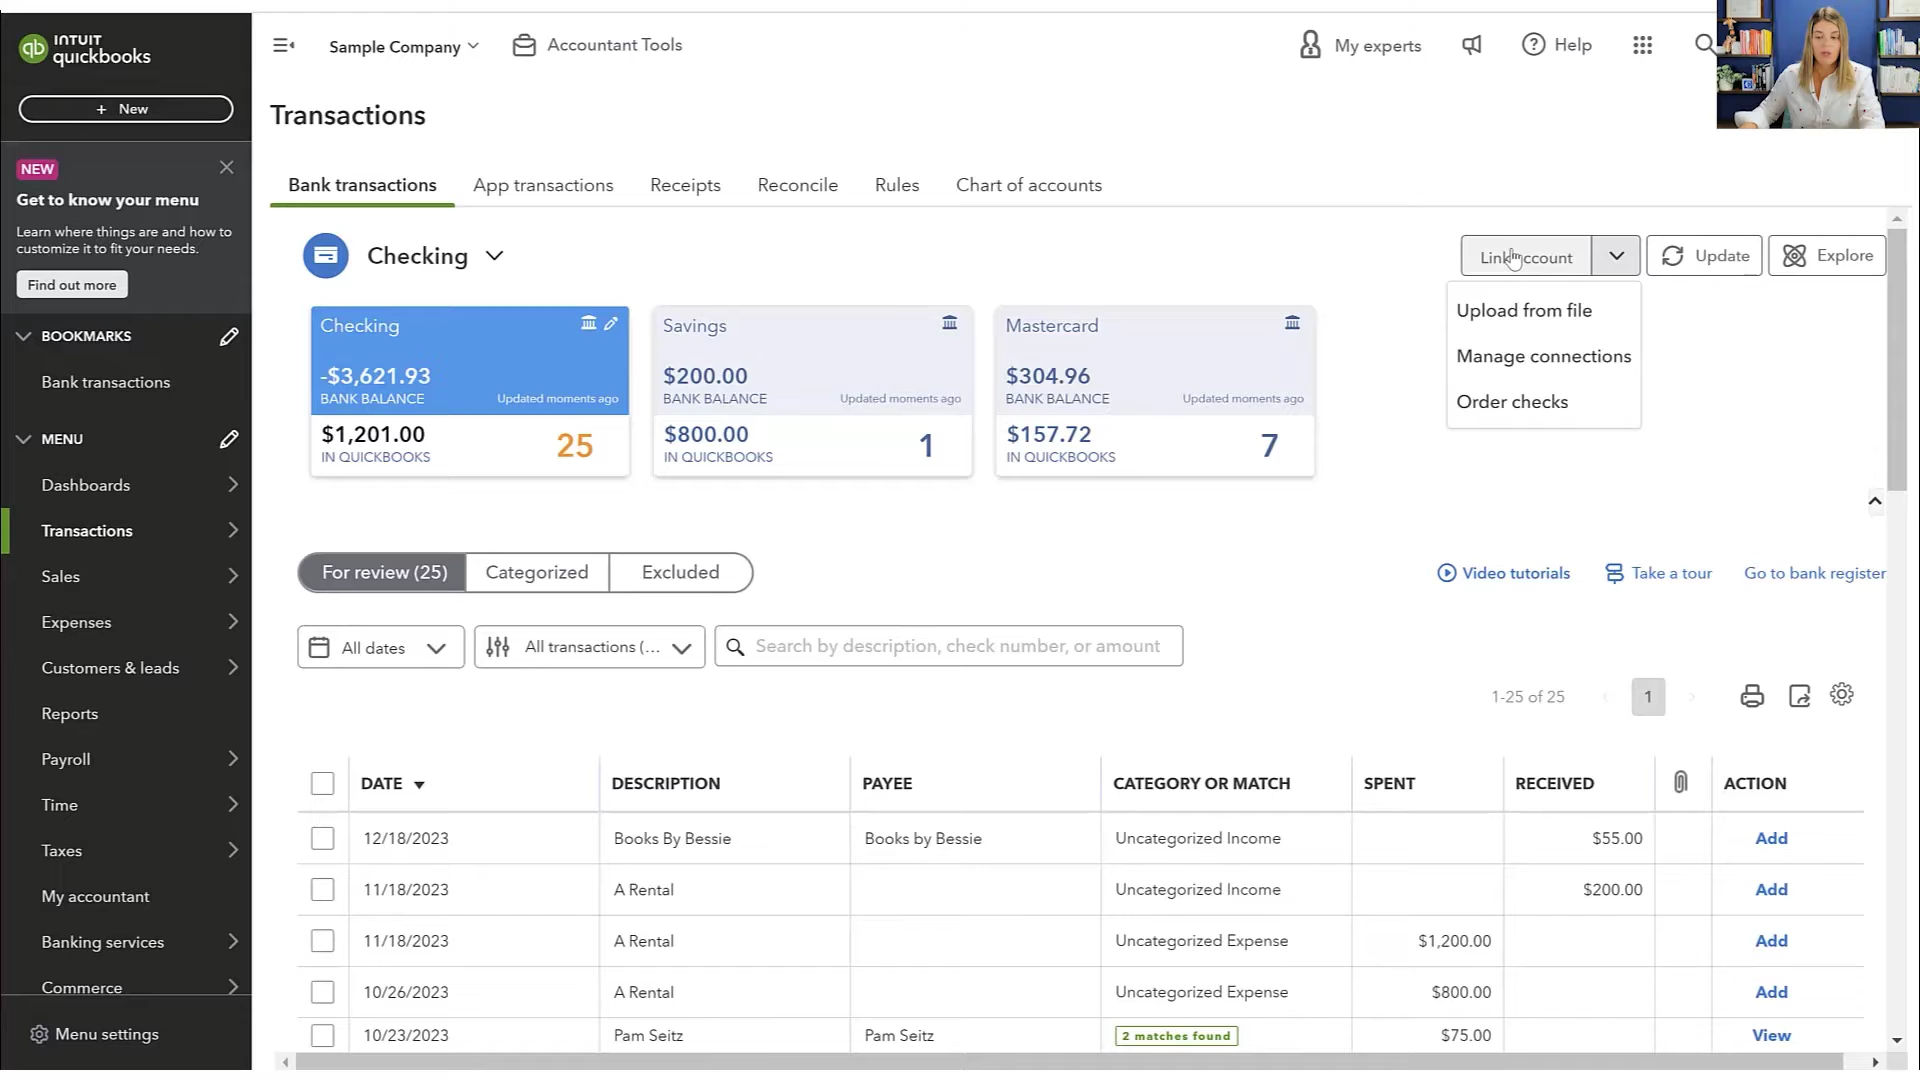 INTUIT
quickbooks
+ New
NEW
Get to know your menu
Learn where things are and how to
customize it to fit your needs.
Find out more
BOOKMARKS
Bank transactions
MENU
Dashboards
Transactions
Sales
Expenses
Customers & leads
Reports
Payroll
Time
Taxes
My accountant
Banking services
Commerce
Menu settings
Sample Company
Accountant Tools
My experts
Help
Transactions
Bank transactions
App transactions
Receipts
Reconcile
Rules
Chart of accounts
Checking
Link account
Update
Explore
Upload from file
Manage connections
Order checks
Checking
-$3,621.93
BANK BALANCE
Updated moments ago
$1,201.00
IN QUICKBOOKS
25
Savings
$200.00
BANK BALANCE
Updated moments ago
$800.00
IN QUICKBOOKS
1
Mastercard
$304.96
BANK BALANCE
Updated moments ago
$157.72
IN QUICKBOOKS
7
For review (25)
Categorized
Excluded
Video tutorials
Take a tour
Go to bank register
All dates
All transactions (...
Search by description, check number, or amount
1-25 of 25
1
DATE DESCRIPTION PAYEE CATEGORY OR MATCH SPENT RECEIVED ACTION
12/18/2023 Books By Bessie Books by Bessie Uncategorized Income $55.00 Add
11/18/2023 A Rental Uncategorized Income $200.00 Add
11/18/2023 A Rental Uncategorized Expense $1,200.00 Add
10/26/2023 A Rental Uncategorized Expense $800.00 Add
10/23/2023 Pam Seitz Pam Seitz 2 matches found $75.00 View